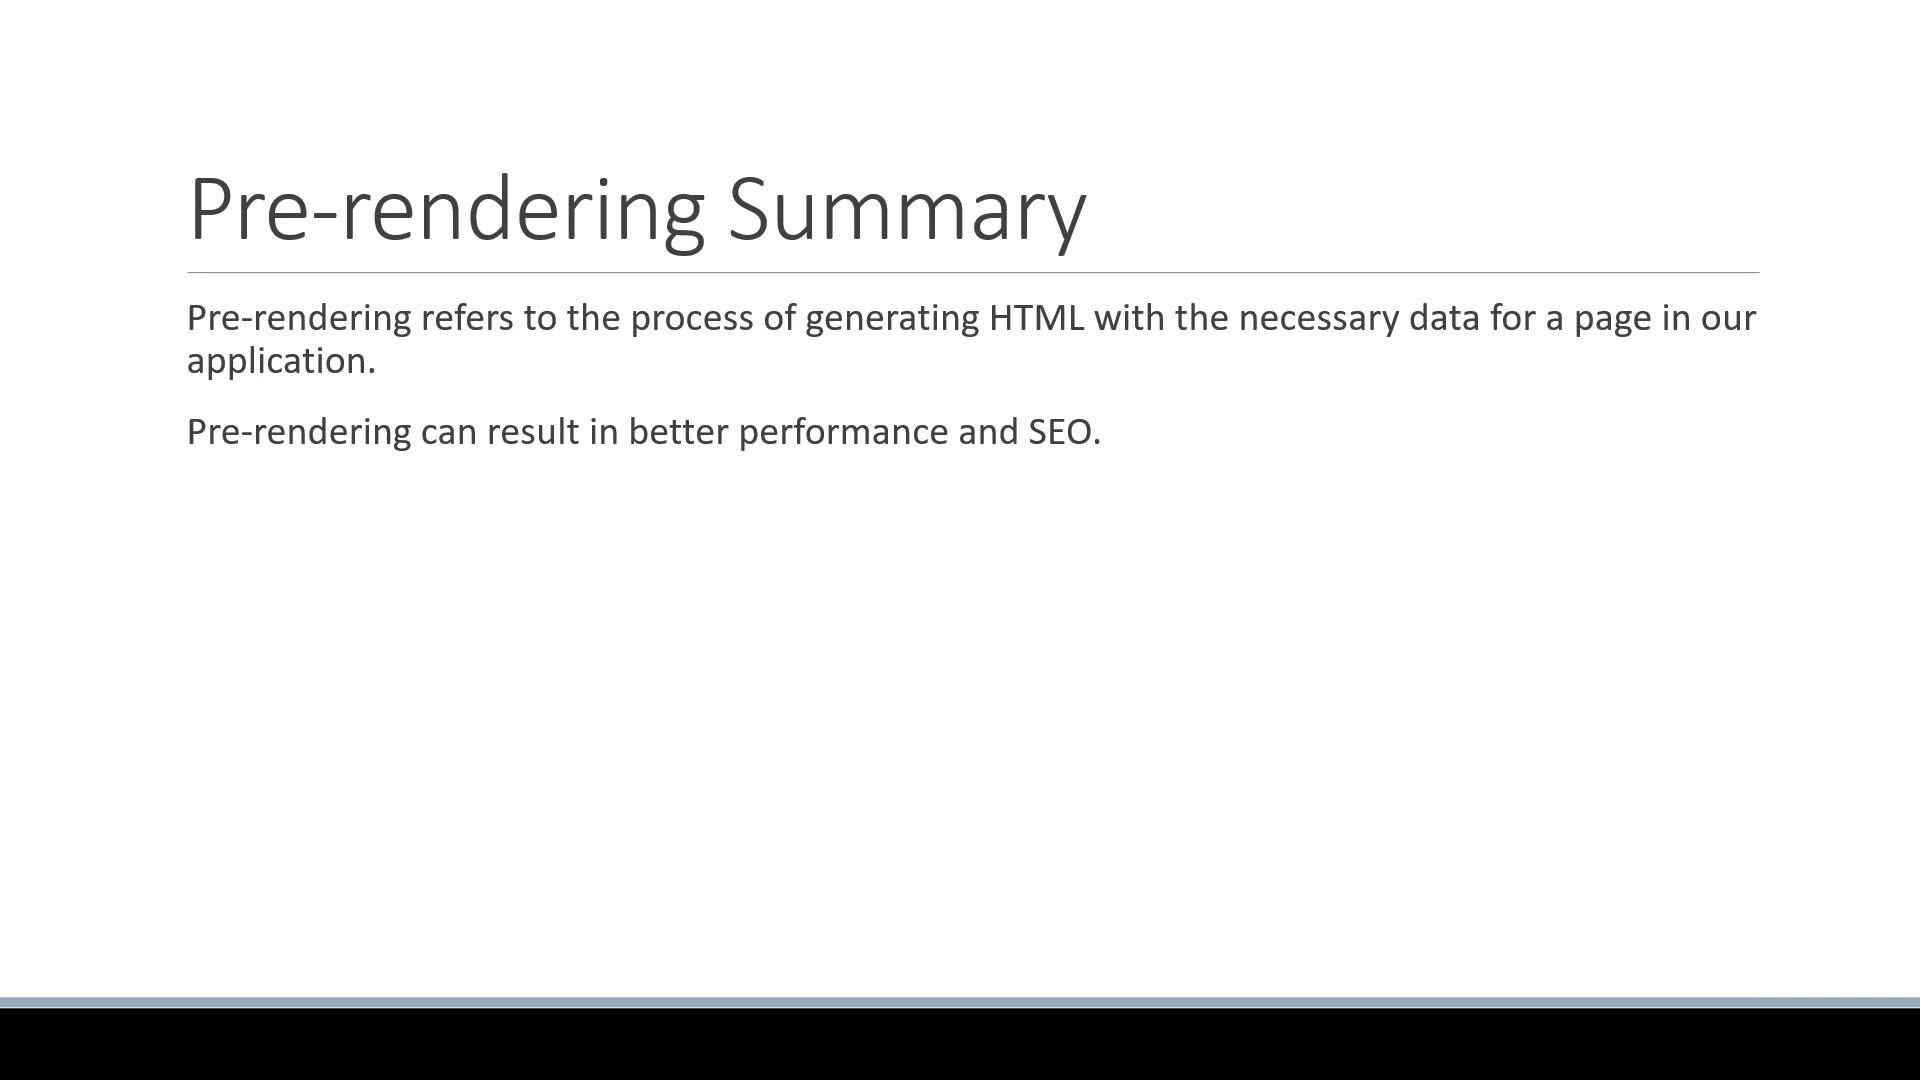 Pre-rendering Summary
Pre-rendering refers to the process of generating HTML with the necessary data for a page in our
application.
Pre-rendering can result in better performance and SEO.